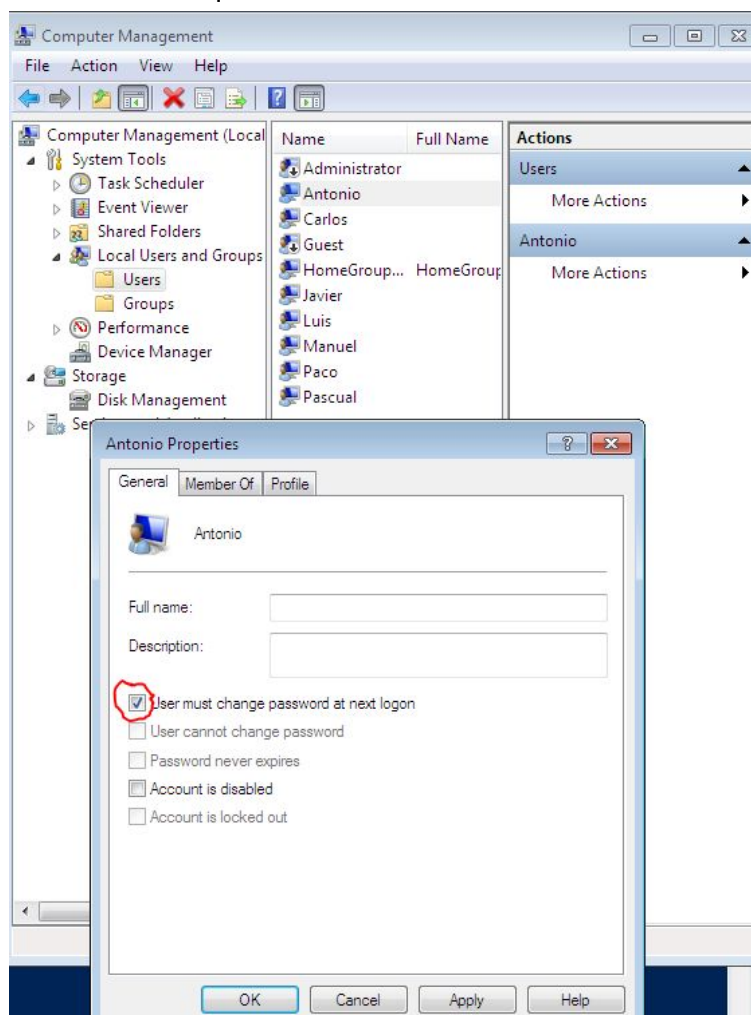 Computer Management
File Action View Help
Computer Management (Local
System Tools
Task Scheduler
Event Viewer
Shared Folders
Local Users and Groups
Users
Groups
Performance
Device Manager
Storage
Disk Management
Name Full Name
Administrator
Antonio
Carlos
Guest
HomeGroup... HomeGroup
Javier
Luis
Manuel
Paco
Pascual
Actions
Users
More Actions
Antonio
More Actions
Antonio Properties
General Member Of Profile
Antonio
Full name:
Description:
User must change password at next logon
User cannot change password
Password never expires
Account is disabled
Account is locked out
OK Cancel Apply Help